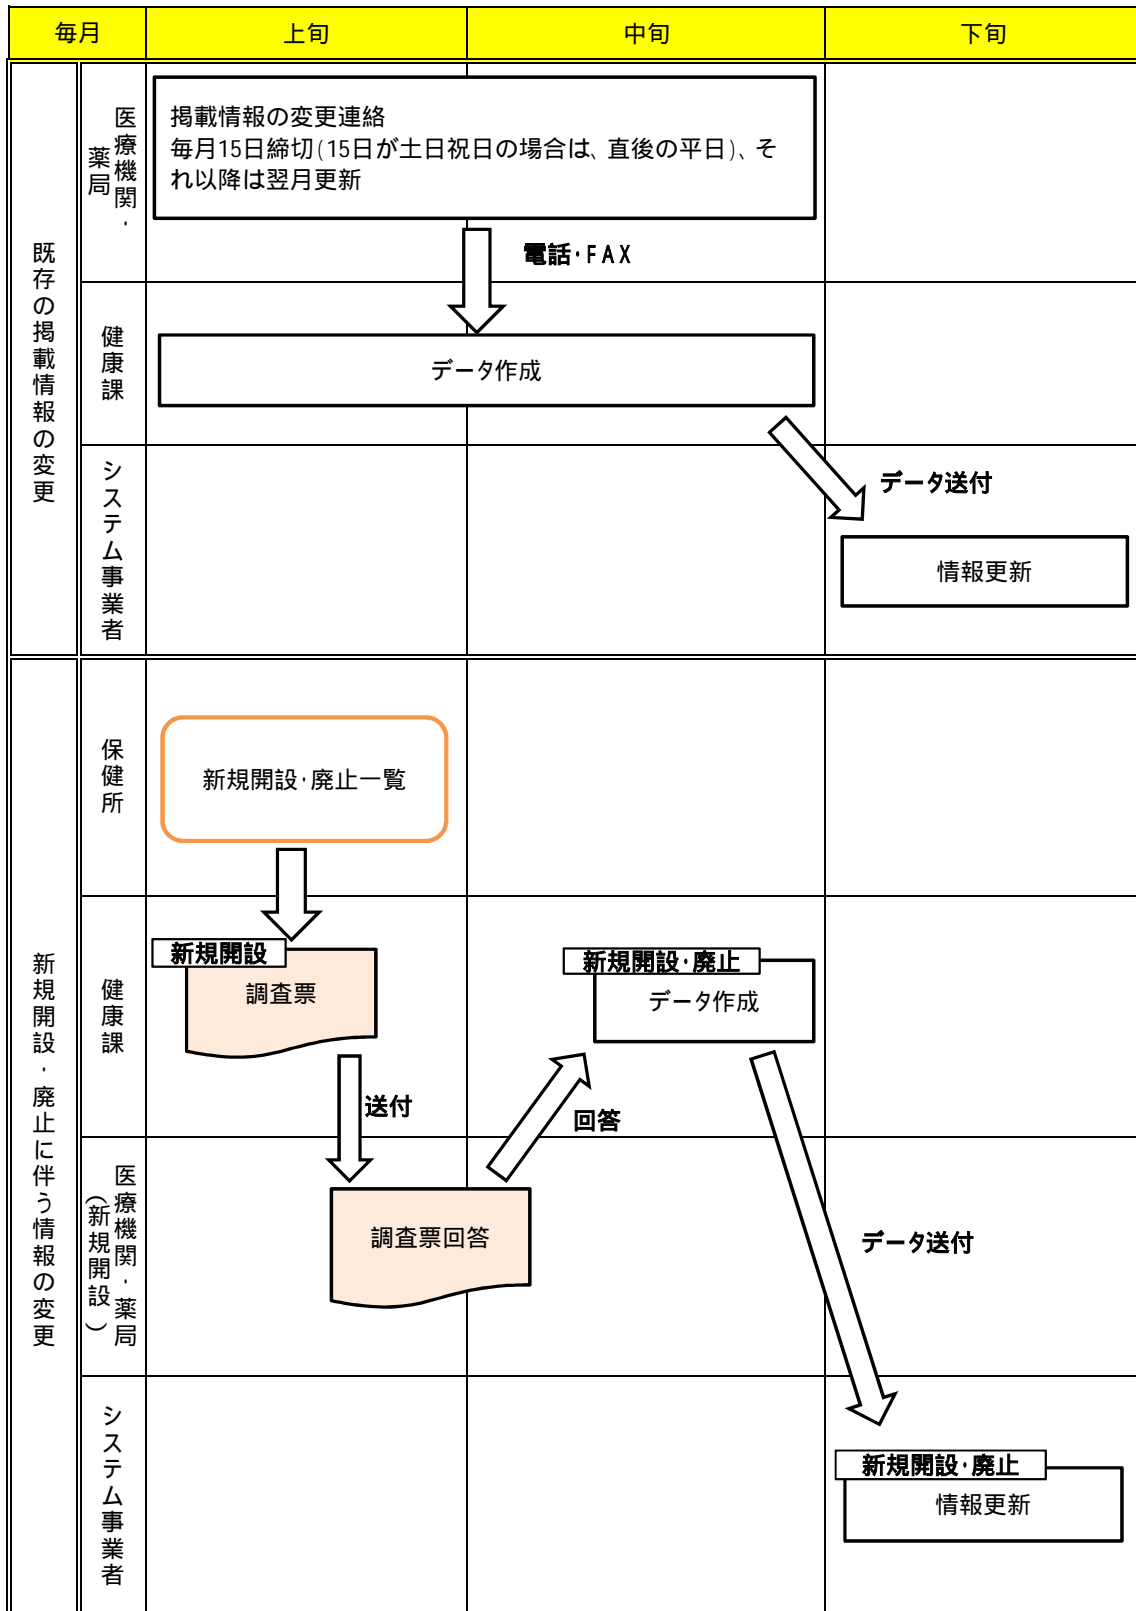 毎月
上旬
中旬
下旬
既存の掲載情報の変更
医療機関・
薬局
掲載情報の変更連絡
毎月15日締切(15日が土日祝日の場合は、直後の平日)、そ
れ以降は翌月更新
電話・FAX
健康課
データ作成
システム事業者
データ送付
情報更新
新規開設・廃止に伴う情報の変更
保健所
新規開設・廃止一覧
健康課
新規開設
調査票
新規開設・廃止
データ作成
送付
回答
医療機関・薬局
(新規開設)
調査票回答
データ送付
システム事業者
新規開設・廃止
情報更新